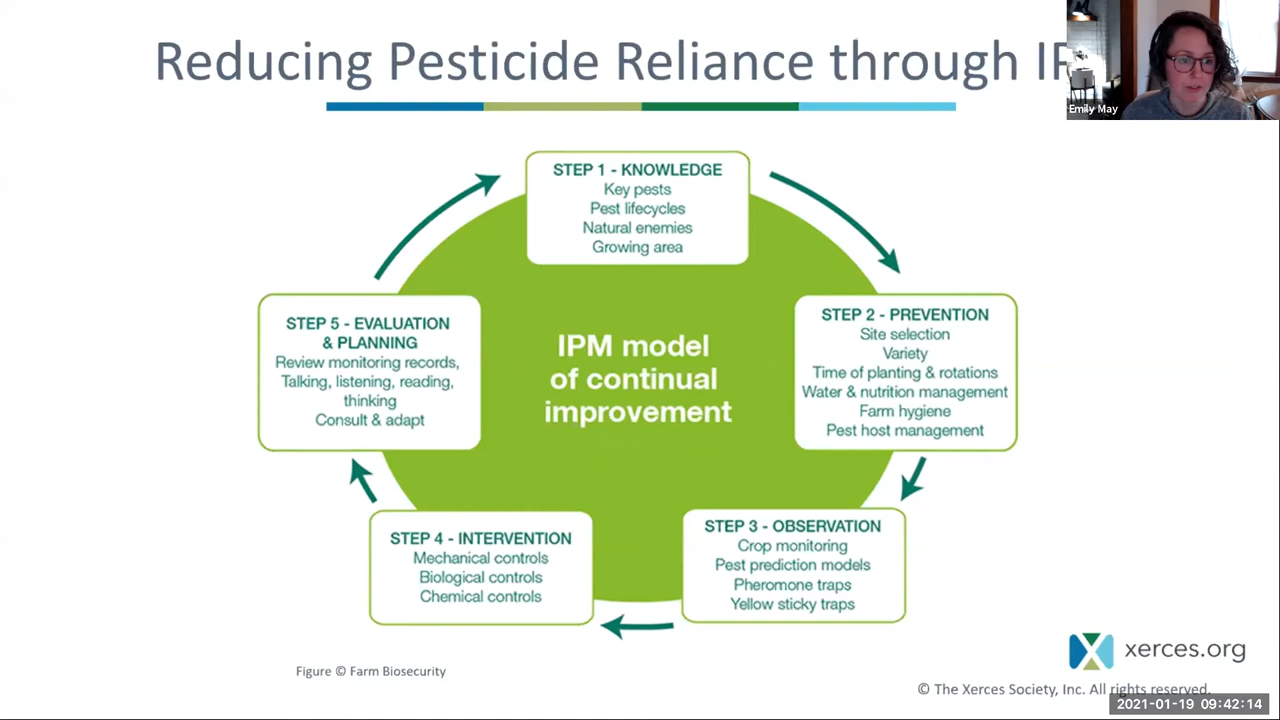 Reducing Pesticide Reliance through
Emily May
STEP 1 - KNOWLEDGE
Key pests
Pest lifecycles
Natural enemies
Growing area
STEP 2 - PREVENTION
Site selection
Variety
Time of planting & rotations
Water & nutrition management
Farm hygiene
Pest host management
STEP 3 - OBSERVATION
Crop monitoring
Pest prediction models
Pheromone traps
Yellow sticky traps
STEP 4 - INTERVENTION
Mechanical controls
Biological controls
Chemical controls
STEP 5 - EVALUATION
& PLANNING
Review monitoring records,
Talking, listening, reading,
thinking
Consult & adapt
IPM model
of continual
improvement
Figure © Farm Biosecurity
xerces.org
© The Xerces Society, Inc. All rights reserved.
2021-01-19 09:42:14